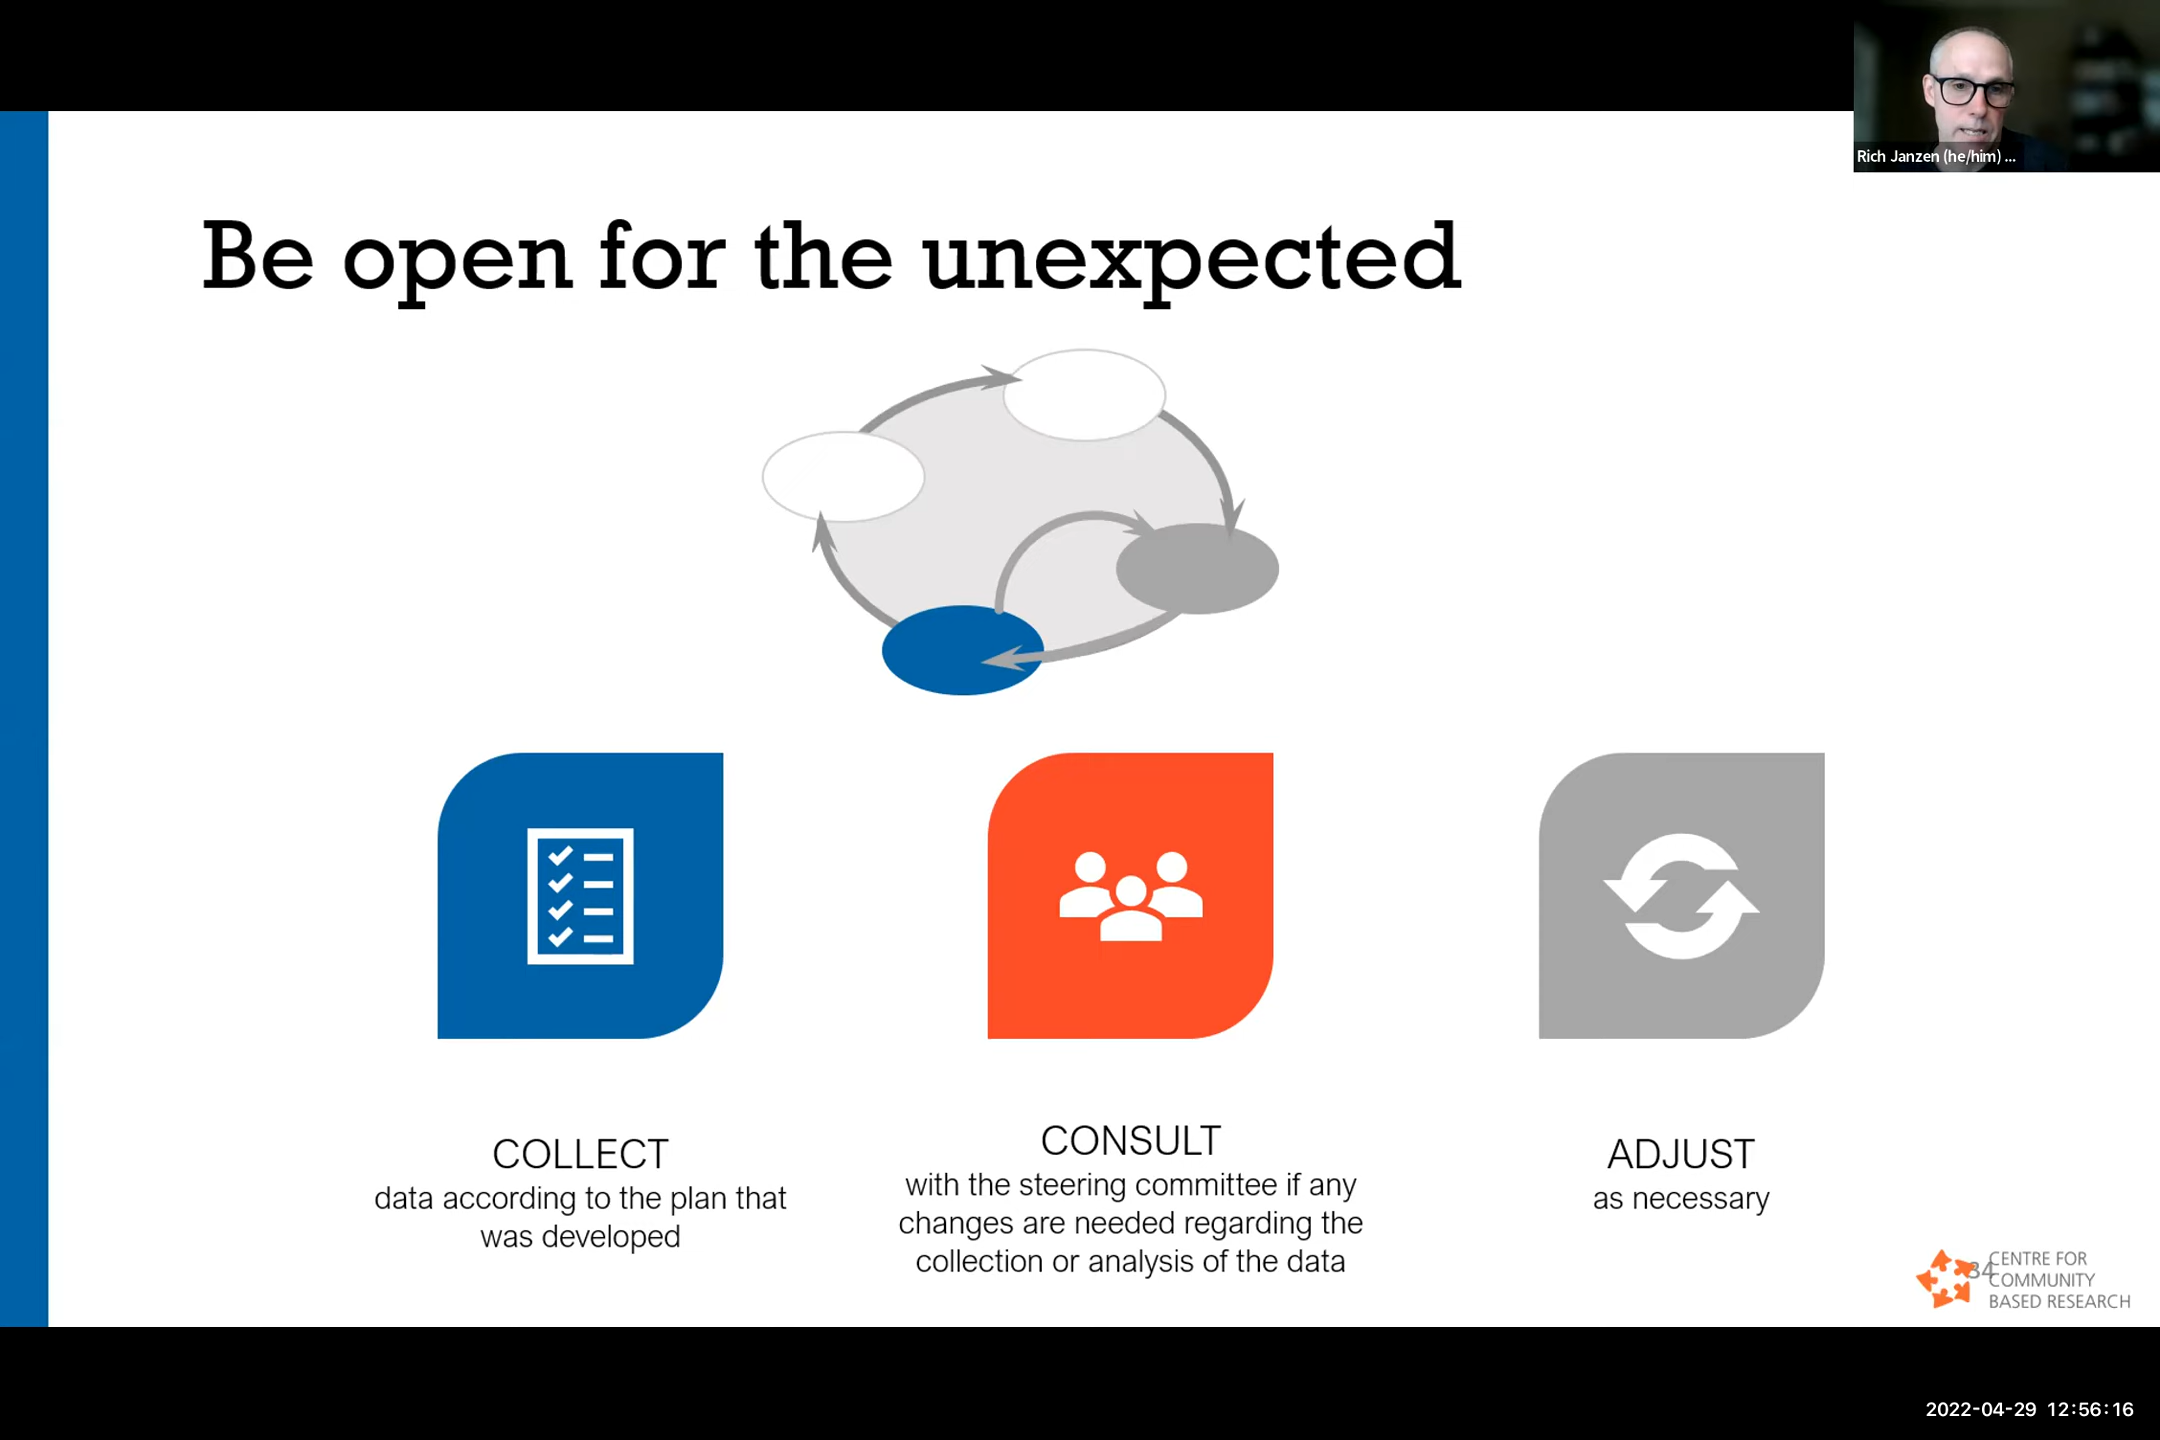 Rich Janzen (he/him) ...
Be open for the unexpected
COLLECT
data according to the plan that
was developed
CONSULT
with the steering committee if any
changes are needed regarding the
collection or analysis of the data
ADJUST
as necessary
34
CENTRE FOR
COMMUNITY
BASED RESEARCH
2022-04-29 12:56:16